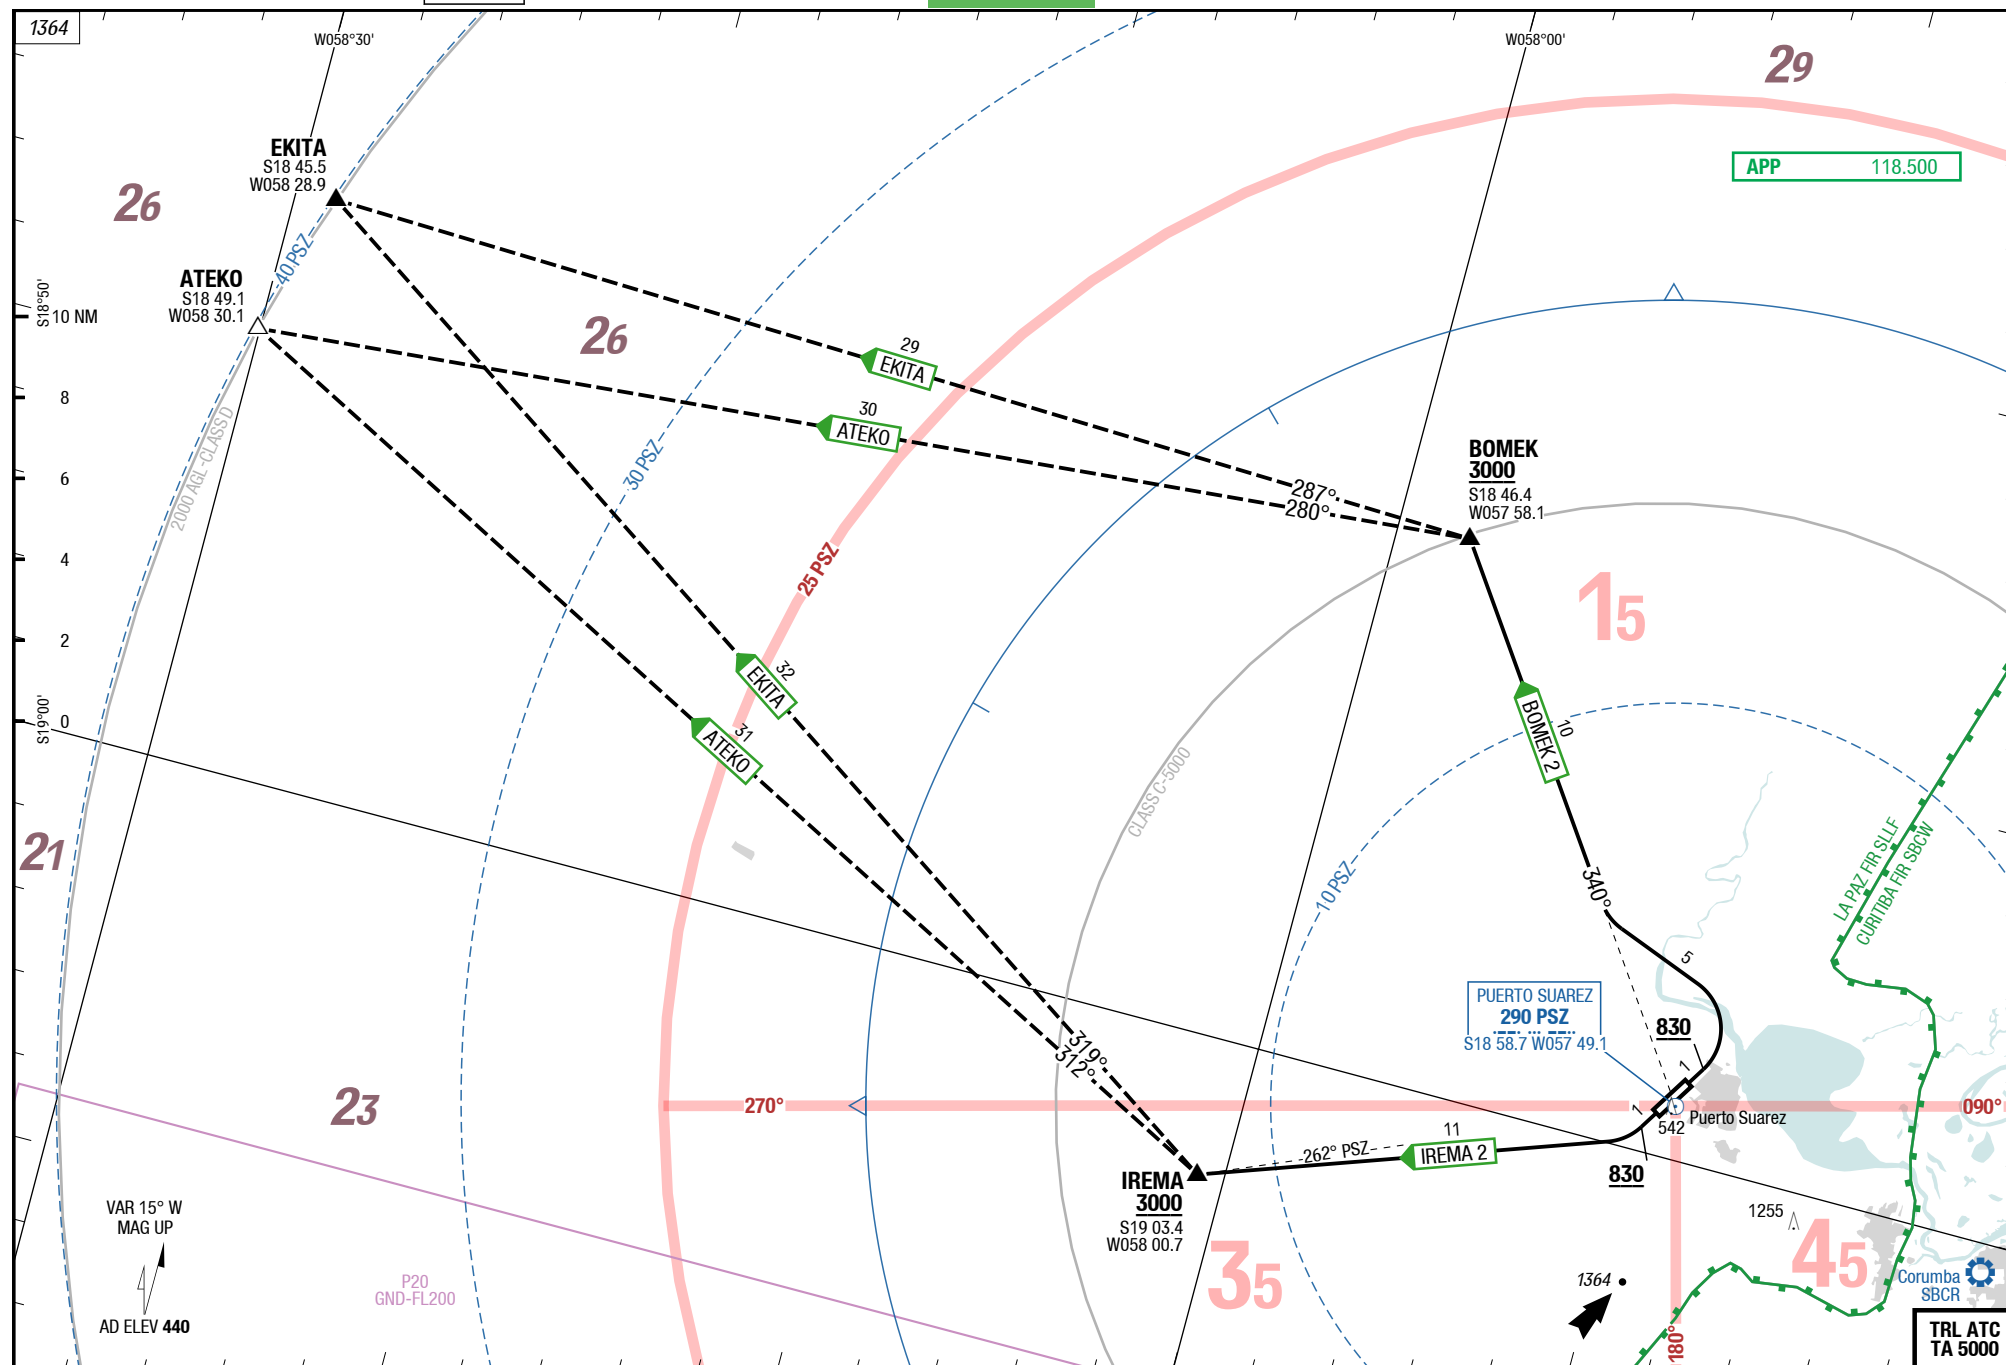 1364
W058°30'
W058°00'
29
EKITA
S18 45.5
W058 28.9
26
APP 118.500
40 PSZ
ATEKO
S18 49.1
W058 30.1
S18°50'
10 NM
8
6
4
2
0
S19°00'
26
29
EKITA
30
ATEKO
2000 AGL-CLASS D
30 PSZ
287°
280°
BOMEK
3000
S18 46.4
W057 58.1
25 PSZ
15
32
EKITA
31
ATEKO
10
BOMEK 2
CLASS C-5000
21
10 PSZ
340°
LA PAZ FIR SLLF
CURITIBA FIR SBCW
5
PUERTO SUAREZ
290 PSZ
S18 58.7 W057 49.1
830
319°
312°
1
1
23
270°
090°
542
Puerto Suarez
11
262° PSZ
IREMA 2
830
IREMA
3000
S19 03.4
W058 00.7
VAR 15° W
MAG UP
AD ELEV 440
P20
GND-FL200
35
1255
45
1364
Corumba
SBCR
180°
TRL ATC
TA 5000